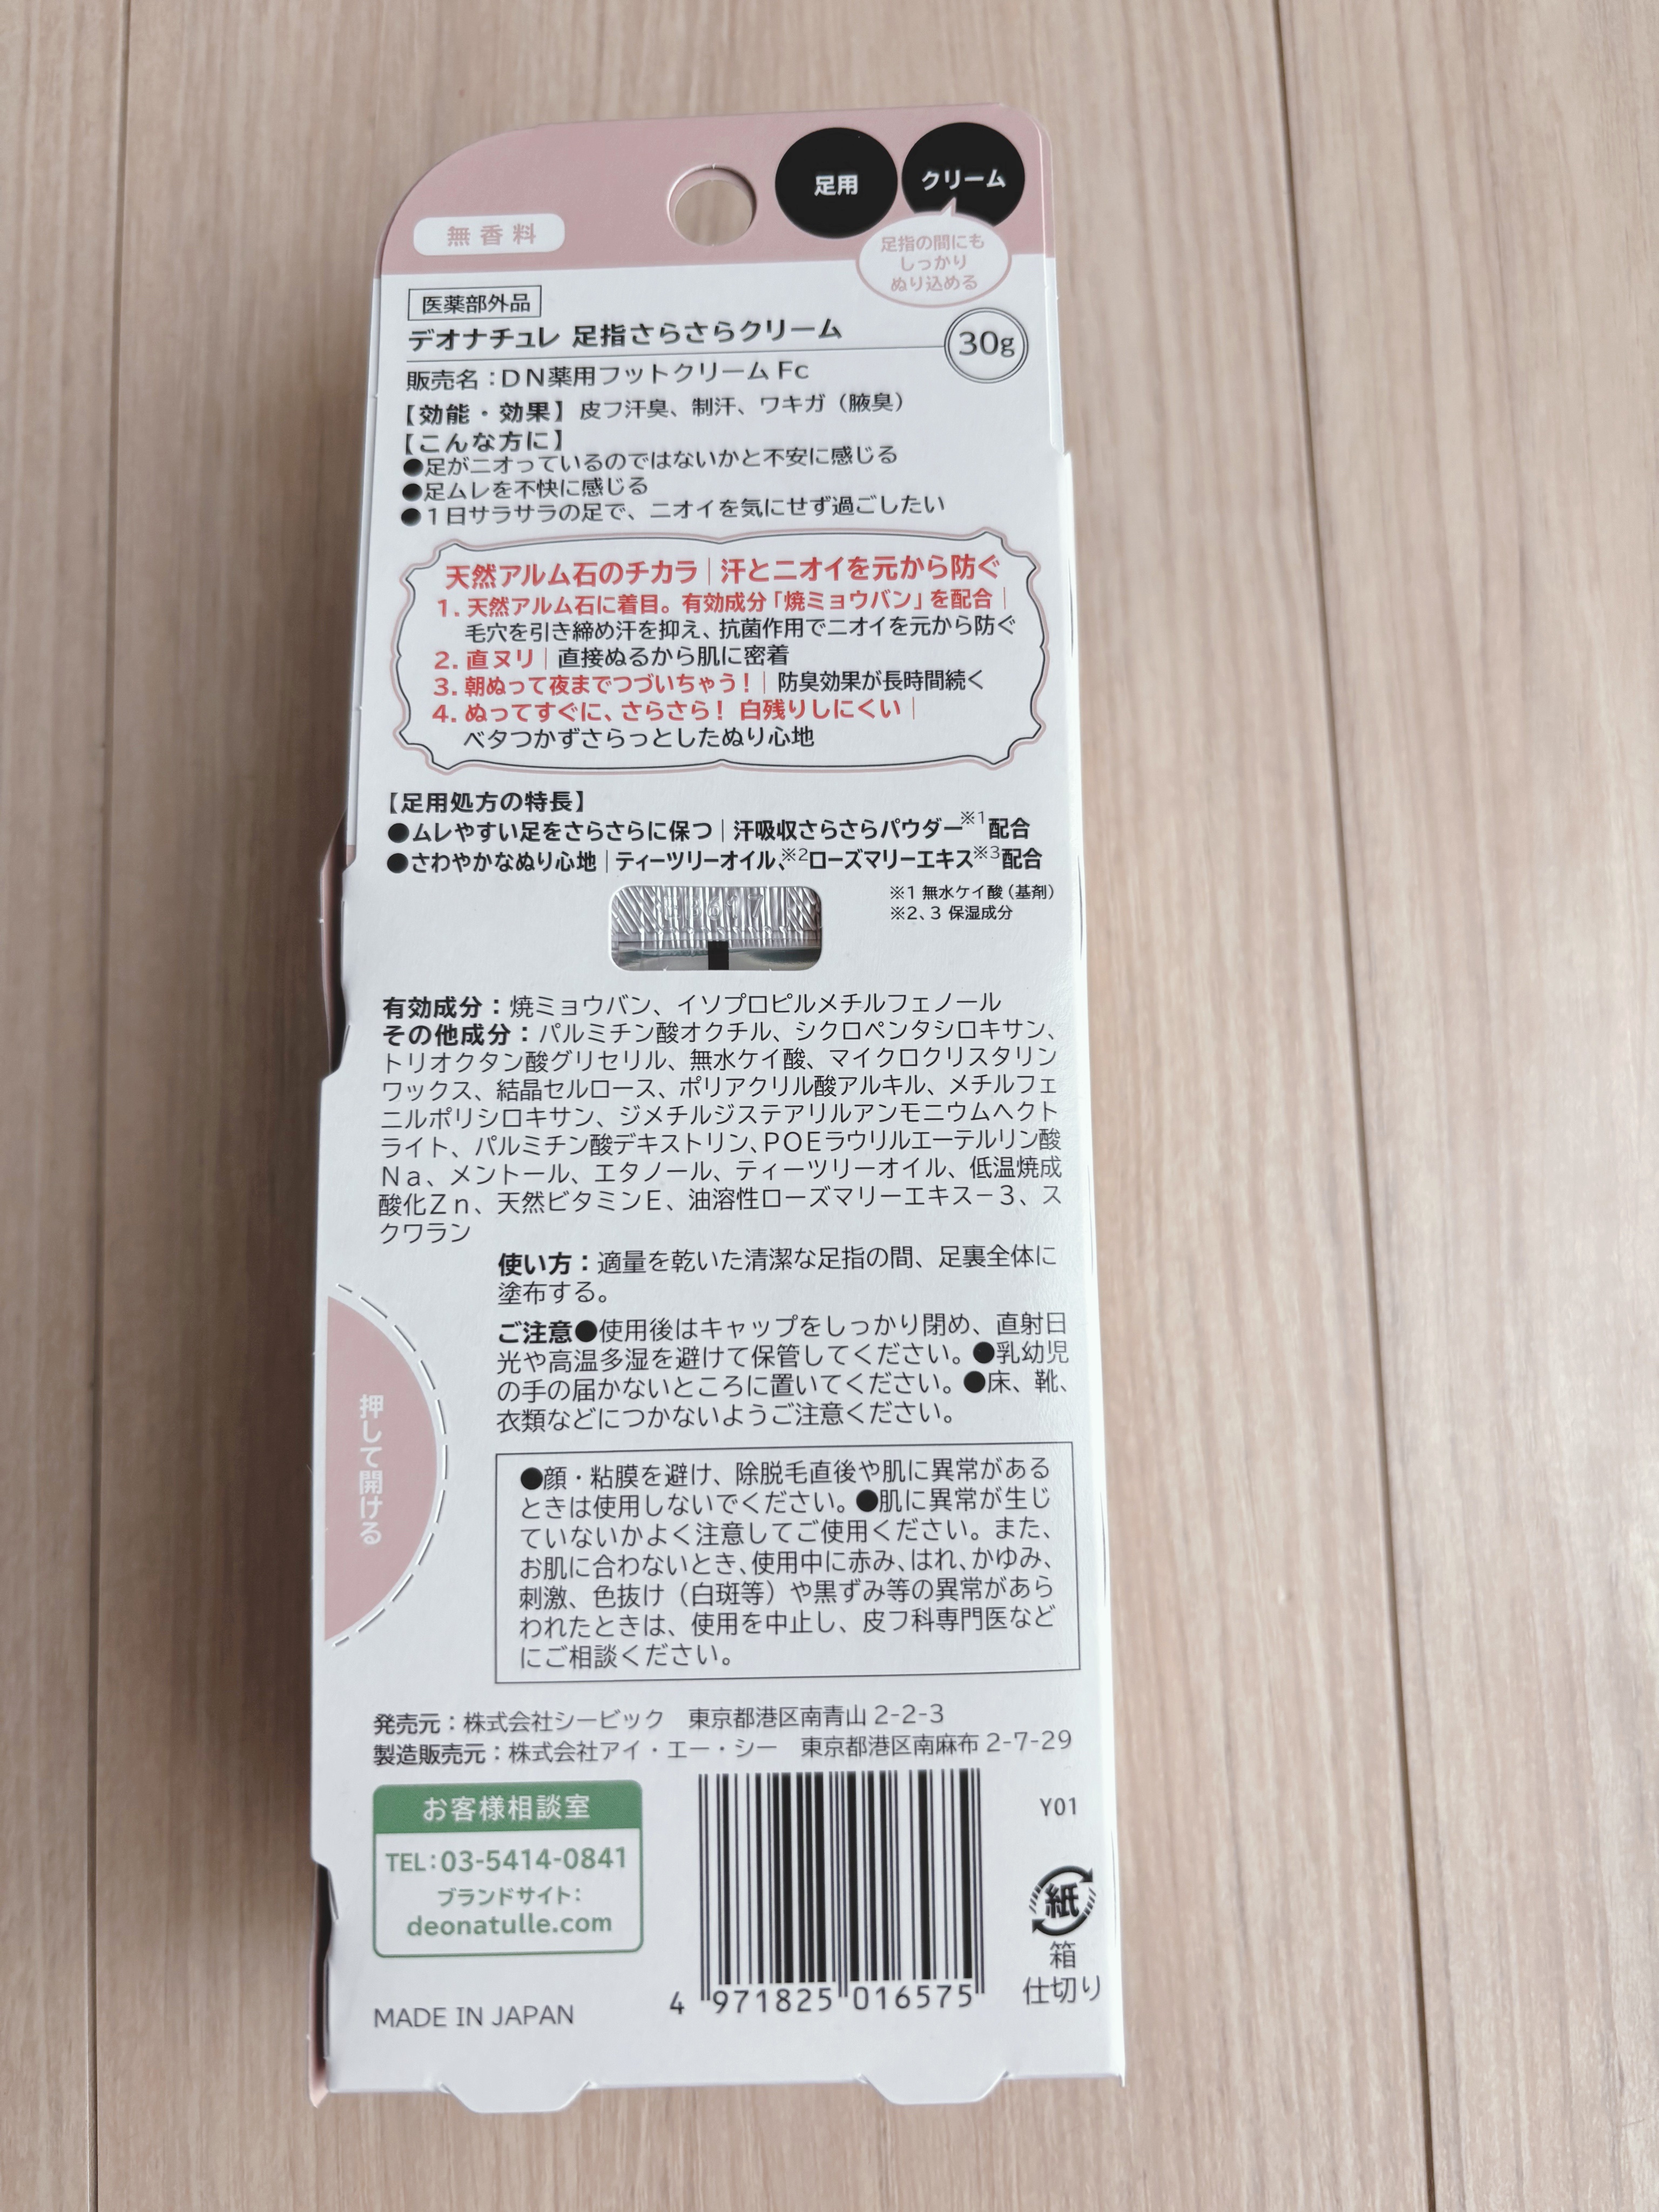 足用
クリーム
無香料
足指の間にも
しっかり
ぬり込める
医薬部外品
デオナチュレ 足指さらさらクリーム
30g
販売名：DN薬用フットクリーム Fc
【効能・効果】皮フ汗臭、制汗、ワキガ（腋臭）
【こんな方に】
●足がニオっているのではないかと不安に感じる
●足ムレを不快に感じる
●1日サラサラの足で、ニオイを気にせず過ごしたい
天然アルム石のチカラ｜汗とニオイを元から防ぐ
1. 天然アルム石に着目。有効成分「焼ミョウバン」を配合｜
毛穴を引き締め汗を抑え、抗菌作用でニオイを元から防ぐ
2. 直ヌリ｜直接ぬるから肌に密着
3. 朝ぬって夜までつづいちゃう！｜防臭効果が長時間続く
4. ぬってすぐに、さらさら！ 白残りしにくい｜
ベタつかずさらっとしたぬり心地
【足用処方の特長】
●ムレやすい足をさらさらに保つ｜汗吸収さらさらパウダー※1配合
●さわやかなぬり心地｜ティーツリーオイル、※2ローズマリーエキス※3配合
※1 無水ケイ酸（基剤）
※2、3 保湿成分
有効成分：焼ミョウバン、イソプロピルメチルフェノール
その他成分：パルミチン酸オクチル、シクロペンタシロキサン、
トリオクタン酸グリセリル、無水ケイ酸、マイクロクリスタリン
ワックス、結晶セルロース、ポリアクリル酸アルキル、メチルフェ
ニルポリシロキサン、ジメチルジステアリルアンモニウムヘクト
ライト、パルミチン酸デキストリン、POEラウリルエーテルリン酸
Na、メントール、エタノール、ティーツリーオイル、低温焼成
酸化Zn、天然ビタミンE、油溶性ローズマリーエキス－3、ス
クワラン
使い方：適量を乾いた清潔な足指の間、足裏全体に
塗布する。
ご注意●使用後はキャップをしっかり閉め、直射日
光や高温多湿を避けて保管してください。●乳幼児
の手の届かないところに置いてください。●床、靴、
衣類などにつかないようご注意ください。
押して開ける
●顔・粘膜を避け、除脱毛直後や肌に異常がある
ときは使用しないでください。●肌に異常が生じ
ていないかよく注意してご使用ください。また、
お肌に合わないとき、使用中に赤み、はれ、かゆみ、
刺激、色抜け（白斑等）や黒ずみ等の異常があら
われたときは、使用を中止し、皮フ科専門医など
にご相談ください。
発売元：株式会社シービック 東京都港区南青山 2-2-3
製造販売元：株式会社アイ・エー・シー 東京都港区南麻布 2-7-29
お客様相談室
TEL：03-5414-0841
ブランドサイト：
deonatulle.com
MADE IN JAPAN
4 971825 016575
Y01
紙
箱
仕切り